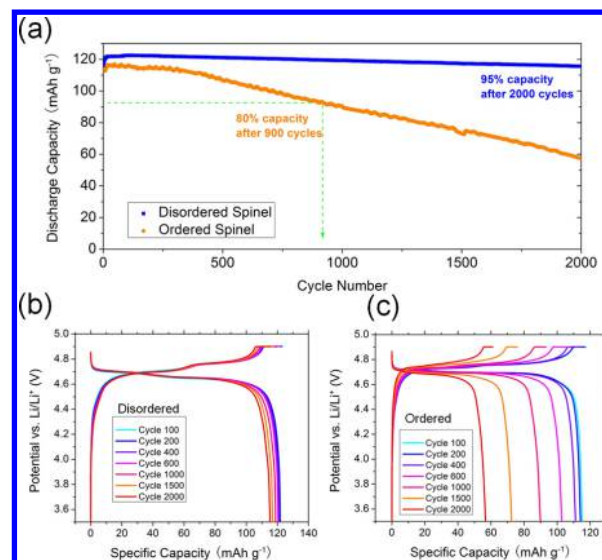 (a)
Discharge Capacity (mAh g⁻¹)
140
120
100
80
60
40
20
0
95% capacity
after 2000 cycles
80% capacity
after 900 cycles
Disordered Spinel
Ordered Spinel
0 500 1000 1500 2000
Cycle Number
(b)
Potential vs. Li/Li⁺ (V)
5.0
4.8
4.6
4.4
4.2
4.0
3.8
3.6
Disordered
Cycle 100
Cycle 200
Cycle 400
Cycle 600
Cycle 1000
Cycle 1500
Cycle 2000
0 20 40 60 80 100 120 140
Specific Capacity (mAh g⁻¹)
(c)
Potential vs. Li/Li⁺ (V)
5.0
4.8
4.6
4.4
4.2
4.0
3.8
3.6
Ordered
Cycle 100
Cycle 200
Cycle 400
Cycle 600
Cycle 1000
Cycle 1500
Cycle 2000
0 20 40 60 80 100 120
Specific Capacity (mAh g⁻¹)